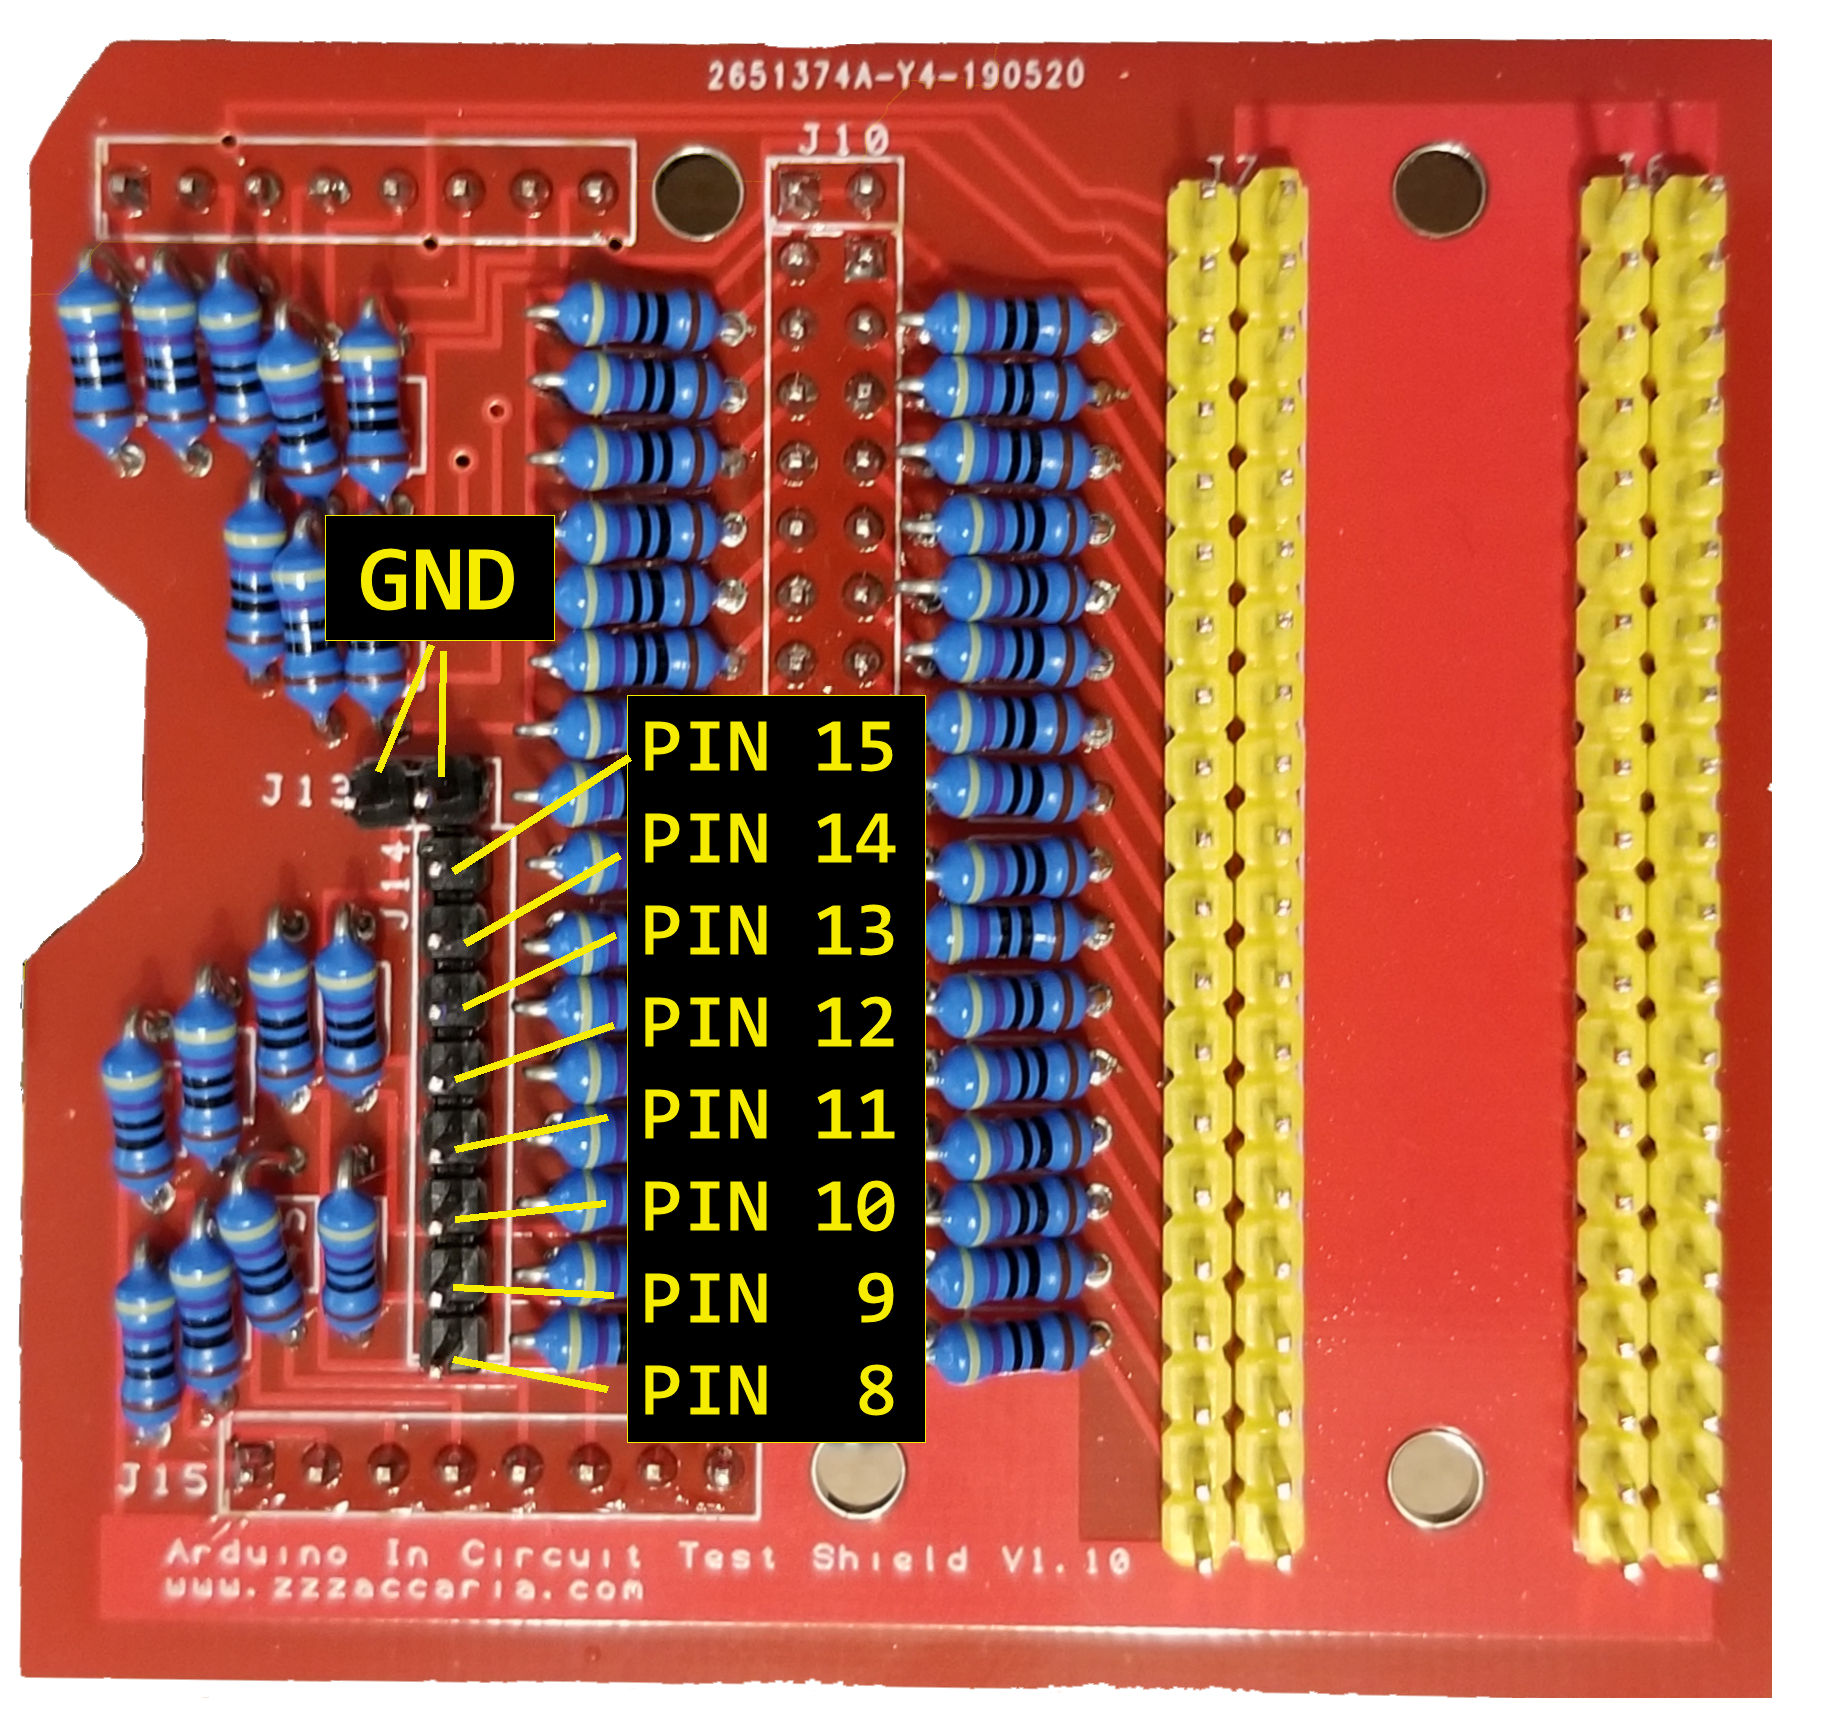 2651374A-Y4-190520
J10
J7
J6
GND
J13
J14
PIN 15
PIN 14
PIN 13
PIN 12
PIN 11
PIN 10
PIN 9
PIN 8
J15
Arduino In Circuit Test Shield V1.10
www.zzzaccaria.com